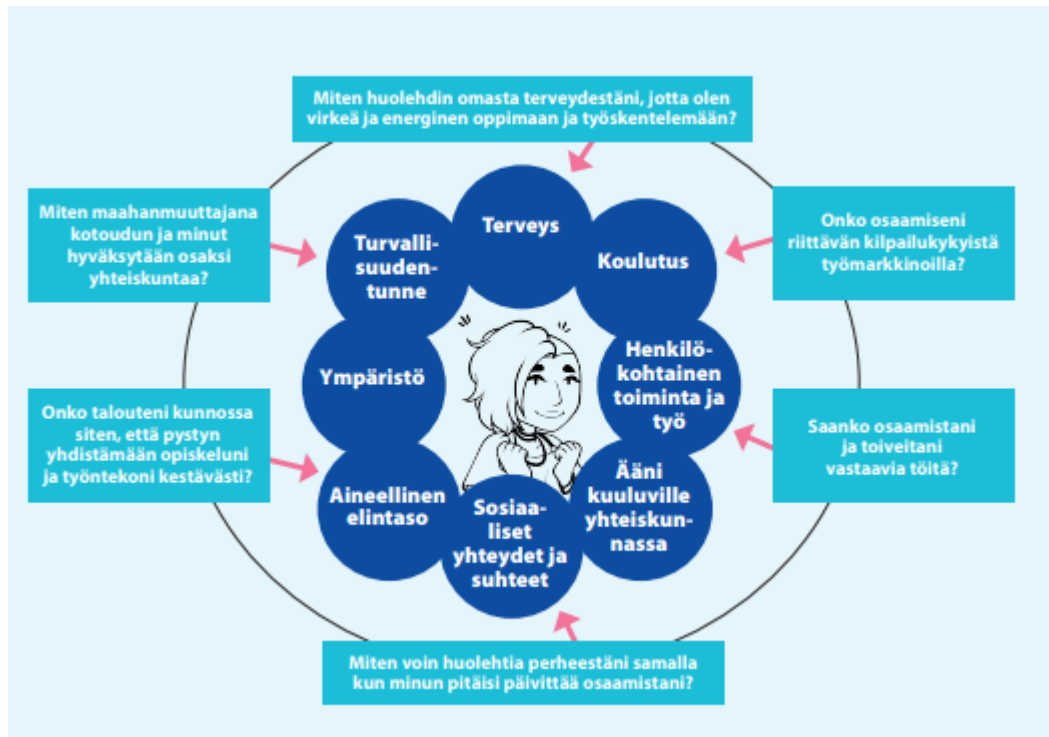 Miten huolehdin omasta terveydestäni, jotta olen
virkeä ja energinen oppimaan ja työskentelemään?
Miten maahanmuuttajana
kotoudun ja minut
hyväksytään osaksi
yhteiskuntaa?
Turvalli-
suuden-
tunne
Terveys
Koulutus
Onko osaamiseni
riittävän kilpailukykyistä
työmarkkinoilla?
Ympäristö
Henkilö-
kohtainen
toiminta ja
työ
Onko talouteni kunnossa
siten, että pystyn
yhdistämään opiskeluni
ja työntekoni kestävästi?
Saanko osaamistani
ja toiveitani
vastaavia töitä?
Aineellinen
elintaso
Sosiaa-
liset
yhteydet ja
suhteet
Ääni
kuuluville
yhteiskun-
nassa
Miten voin huolehtia perheestäni samalla
kun minun pitäisi päivittää osaamistani?